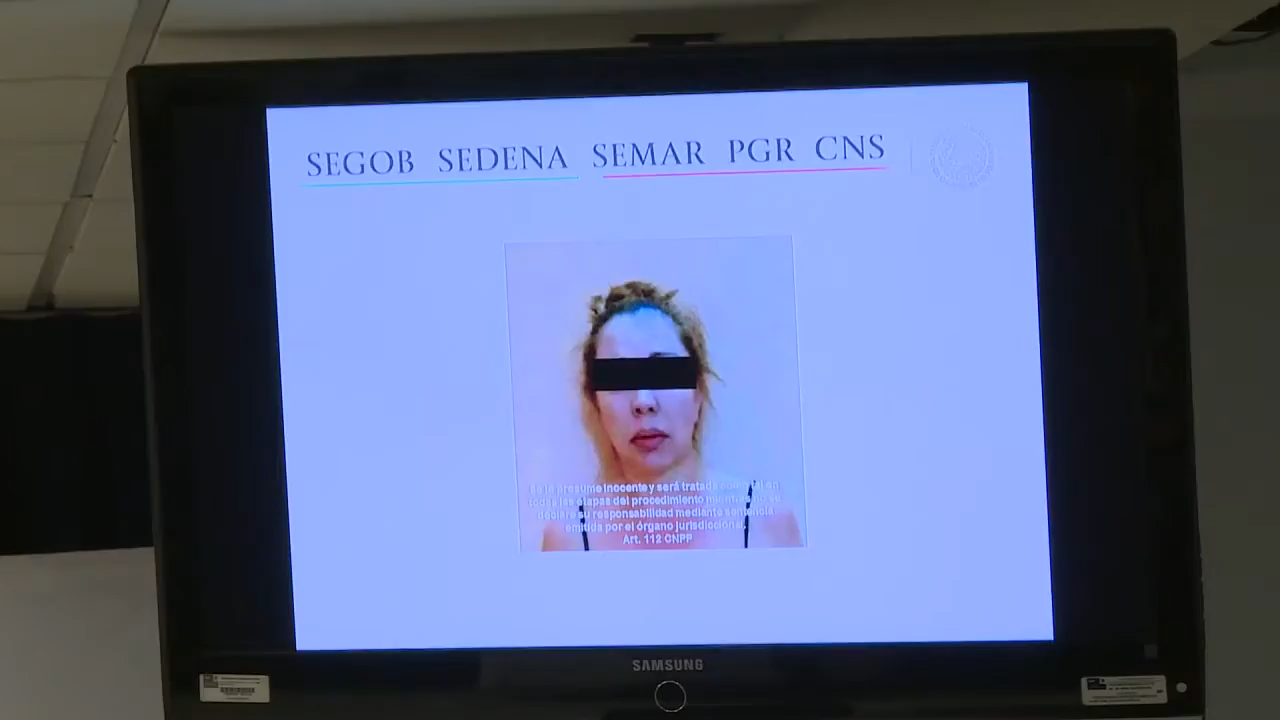 SEGOB SEDENA SEMAR PGR CNS
Se le presume inocente y será tratada como tal en
todas las etapas del procedimiento mientras no se
declare su responsabilidad mediante sentencia
emitida por el órgano jurisdiccional.
Art. 112 CNPP
SAMSUNG